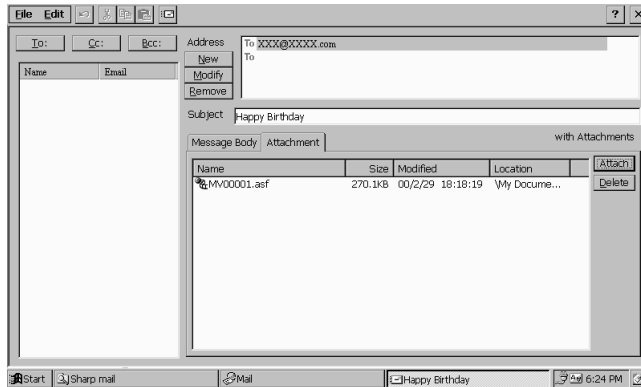 File Edit ? x
To: Cc: Bcc:
Name Email
Address
New
Modify
Remove
To XXX@XXXX.com
To
Subject Happy Birthday
Message Body Attachment with Attachments
Name Size Modified Location
MV00001.asf 270.1KB 00/2/29 18:18:19 \My Docume...
Attach
Delete
Start Sharp mail Mail Happy Birthday 6:24 PM